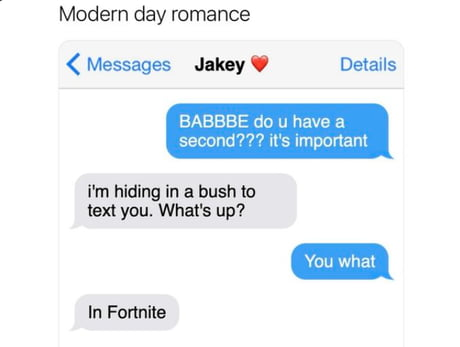 Modern day romance
Messages Jakey ❤️ Details
BABBBE do u have a
second??? it's important
i'm hiding in a bush to
text you. What's up?
You what
In Fortnite